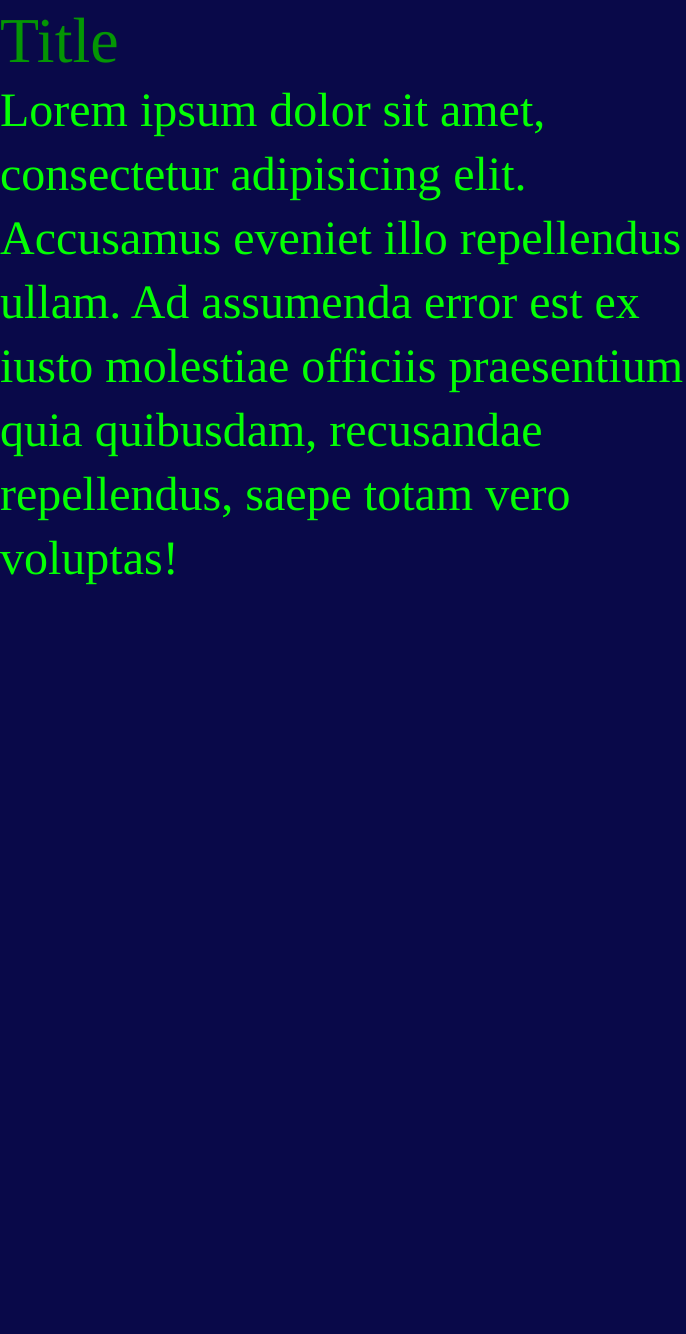 Title
Lorem ipsum dolor sit amet,
consectetur adipisicing elit.
Accusamus eveniet illo repellendus
ullam. Ad assumenda error est ex
iusto molestiae officiis praesentium
quia quibusdam, recusandae
repellendus, saepe totam vero
voluptas!